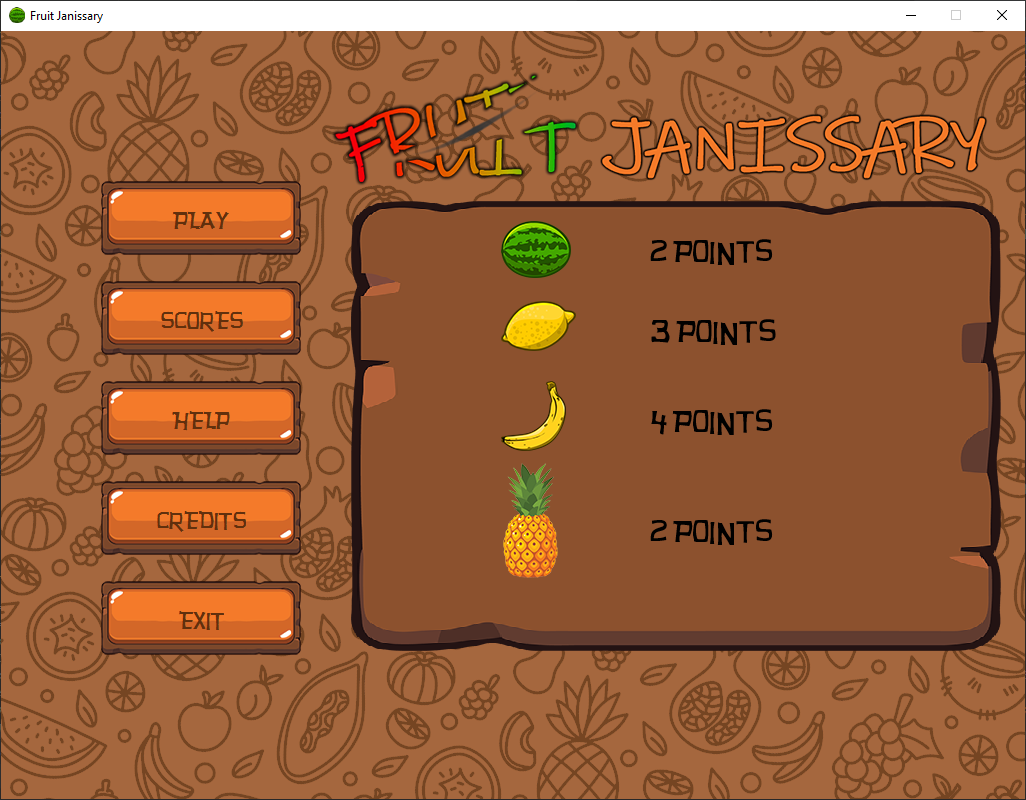 Fruit Janissary
FRUIT JANISSARY
PLAY
SCORES
HELP
CREDITS
EXIT
2 POINTS
3 POINTS
4 POINTS
2 POINTS